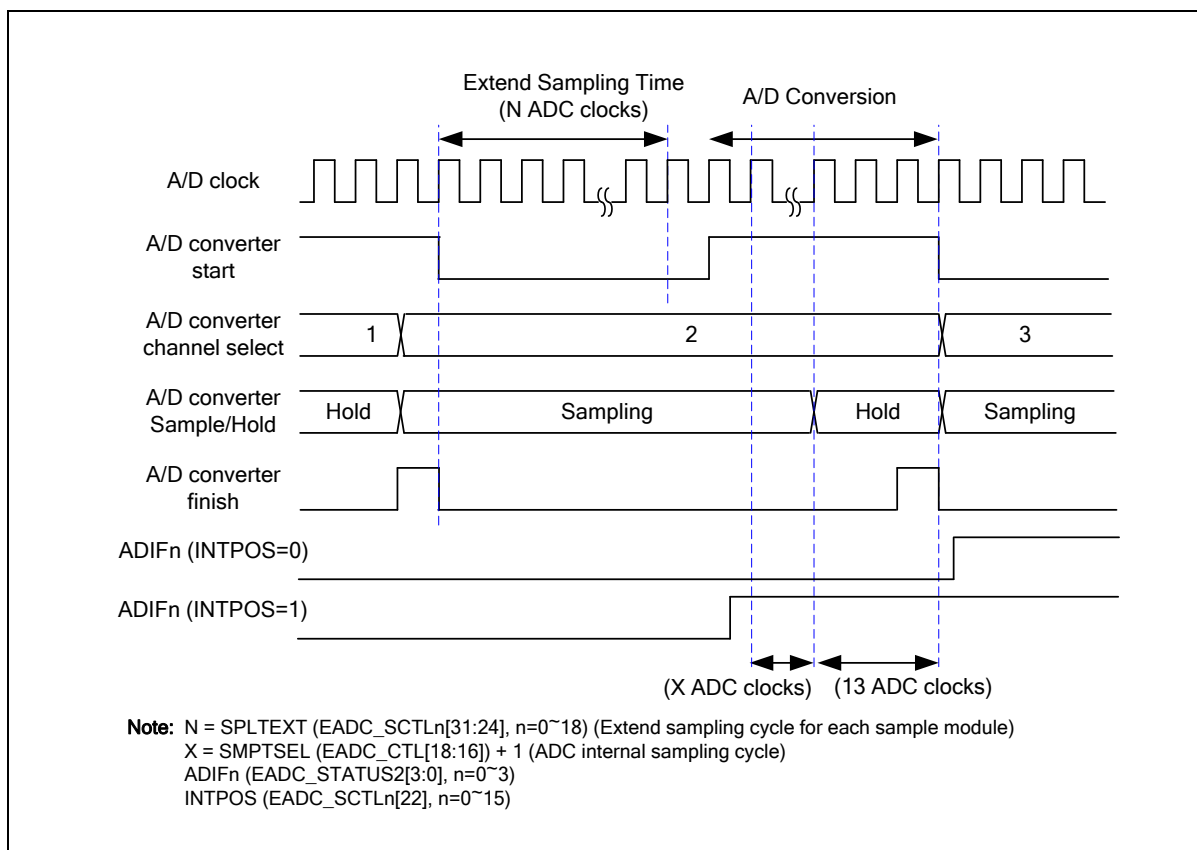 Extend Sampling Time
(N ADC clocks)
A/D Conversion
A/D clock
A/D converter
start
A/D converter
channel select
1
2
3
A/D converter
Sample/Hold
Hold
Sampling
Hold
Sampling
A/D converter
finish
ADIFn (INTPOS=0)
ADIFn (INTPOS=1)
(X ADC clocks)
(13 ADC clocks)
Note: N = SPLTEXT (EADC_SCTLn[31:24], n=0~18) (Extend sampling cycle for each sample module)
X = SMPTSEL (EADC_CTL[18:16]) + 1 (ADC internal sampling cycle)
ADIFn (EADC_STATUS2[3:0], n=0~3)
INTPOS (EADC_SCTLn[22], n=0~15)